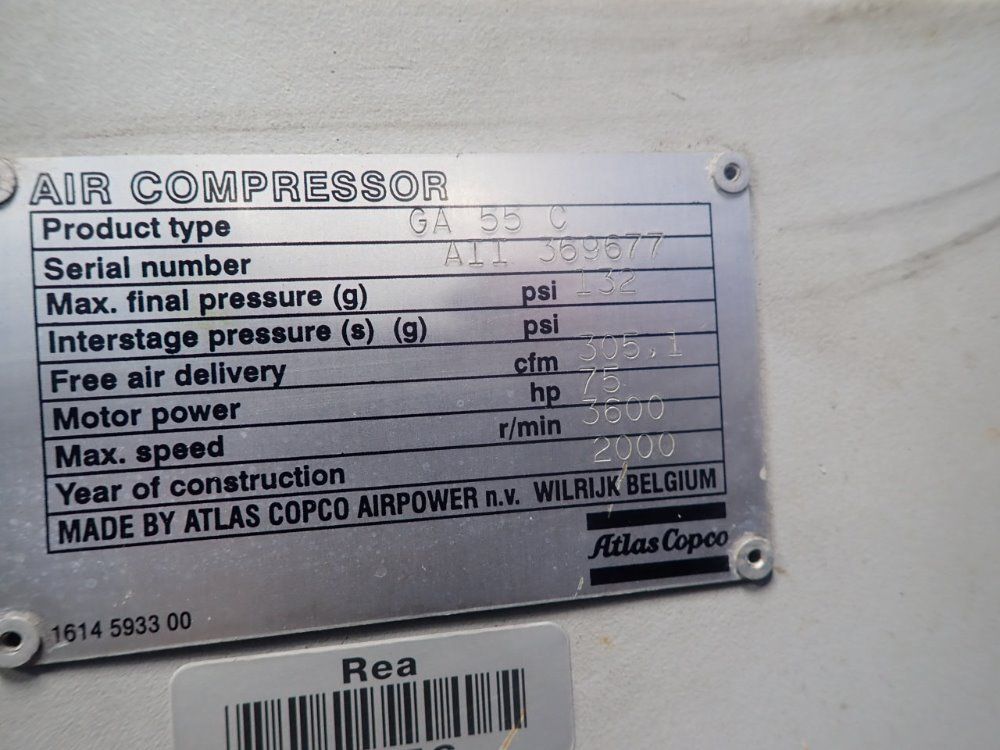 AIR COMPRESSOR
Product type GA 55 C
Serial number AII 369677
Max. final pressure (g) psi 132
Interstage pressure (s) (g) psi
Free air delivery cfm 305,1
Motor power hp 75
Max. speed r/min 3600
Year of construction 2000
MADE BY ATLAS COPCO AIRPOWER n.v. WILRIJK BELGIUM
Atlas Copco
1614 5933 00
Rea